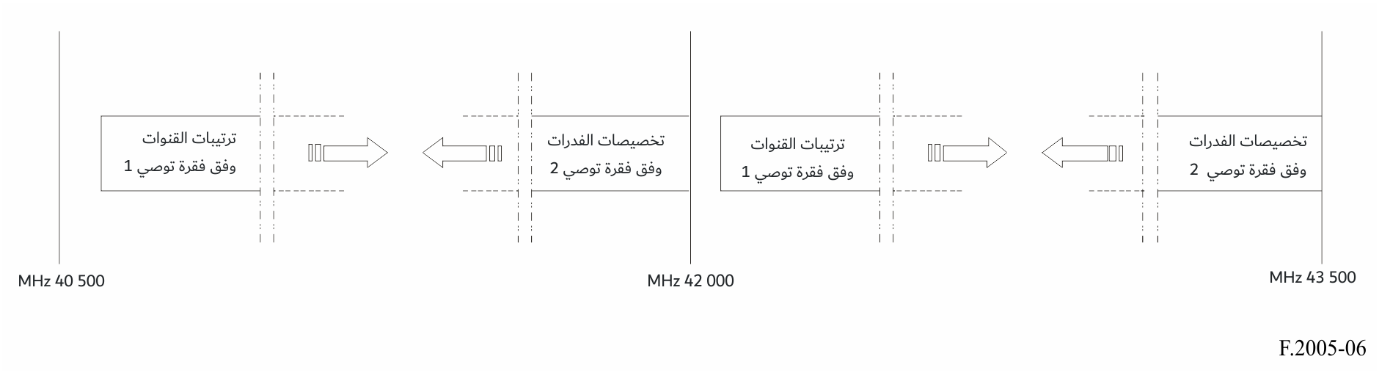 ترتيبات القنوات
وفق فقرة توصي 1
تخصيصات الفدرات
وفق فقرة توصي 2
ترتيبات القنوات
وفق فقرة توصي 1
تخصيصات الفدرات
وفق فقرة توصي 2
MHz 40 500
MHz 42 000
MHz 43 500
F.2005-06